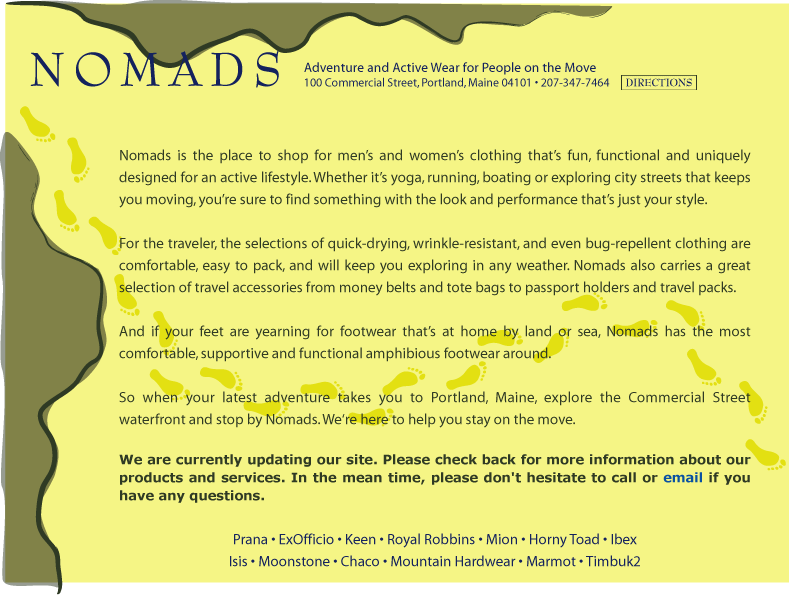 NOMADS
Adventure and Active Wear for People on the Move
100 Commercial Street, Portland, Maine 04101 • 207-347-7464 DIRECTIONS
Nomads is the place to shop for men’s and women’s clothing that’s fun, functional and uniquely
designed for an active lifestyle. Whether it’s yoga, running, boating or exploring city streets that keeps
you moving, you’re sure to find something with the look and performance that’s just your style.
For the traveler, the selections of quick-drying, wrinkle-resistant, and even bug-repellent clothing are
comfortable, easy to pack, and will keep you exploring in any weather. Nomads also carries a great
selection of travel accessories from money belts and tote bags to passport holders and travel packs.
And if your feet are yearning for footwear that’s at home by land or sea, Nomads has the most
comfortable, supportive and functional amphibious footwear around.
So when your latest adventure takes you to Portland, Maine, explore the Commercial Street
waterfront and stop by Nomads. We’re here to help you stay on the move.
We are currently updating our site. Please check back for more information about our
products and services. In the mean time, please don't hesitate to call or email if you
have any questions.
Prana • ExOfficio • Keen • Royal Robbins • Mion • Horny Toad • Ibex
Isis • Moonstone • Chaco • Mountain Hardwear • Marmot • Timbuk2